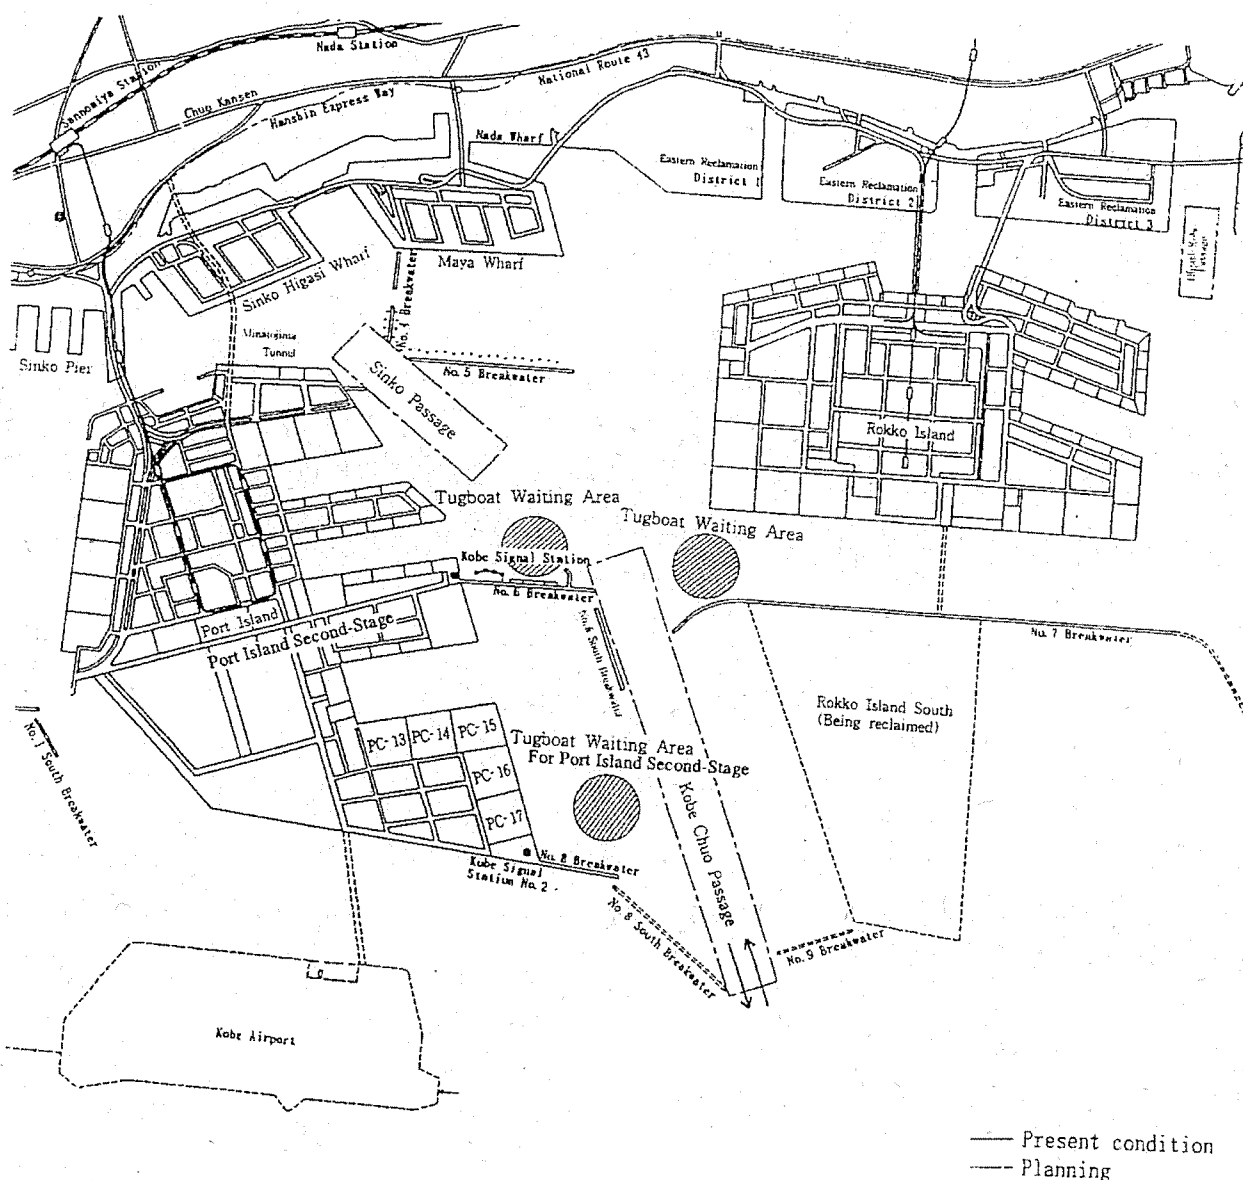 Nada Station
Sannomiya Station
National Route 43
Chuo Kansen
Hanshin Express Way
Nada Wharf
Eastern Reclamation
District 1
Eastern Reclamation
District 2
Eastern Reclamation
District 3
Passage
Maya Wharf
Sinko Higasi Wharf
No.4 Breakwater
Minatojima
Tunnel
Sinko Pier
No. 5 Breakwater
Sinko Passage
Rokko Island
Tugboat Waiting Area
Tugboat Waiting Area
Kobe Signal Station
No. 6 Breakwater
South Breakwater
Port Island
Port Island Second-Stage
No. 7 Breakwater
Rokko Island South
(Being reclaimed)
No. 1 South Breakwater
PC-13
PC-14
PC-15
Tugboat Waiting Area
For Port Island Second-Stage
PC-16
PC-17
Kobe Chuo Passage
No. 8 Breakwater
Kobe Signal
Station No. 2
No. 8 South Breakwater
No. 9 Breakwater
Kobe Airport
Present condition
Planning